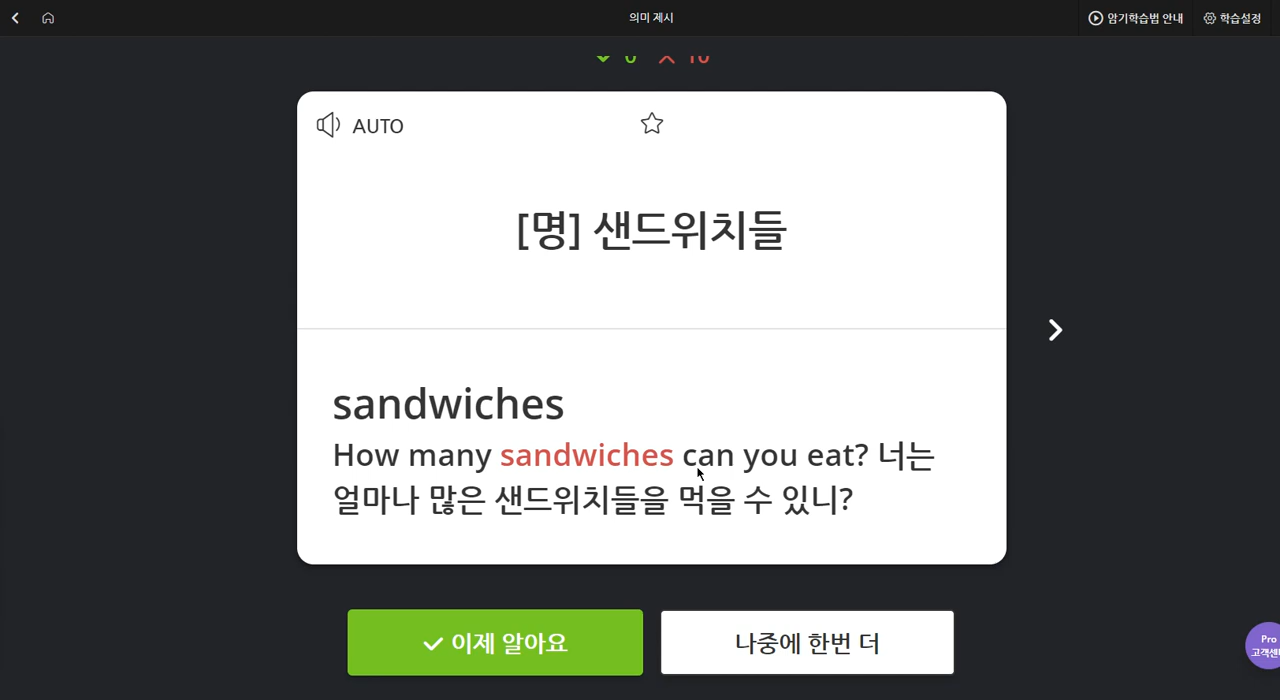 의미 제시
암기학습법 안내
학습설정
AUTO
[명] 샌드위치들
sandwiches
How many sandwiches can you eat? 너는
얼마나 많은 샌드위치들을 먹을 수 있니?
이제 알아요
나중에 한번 더
Pro